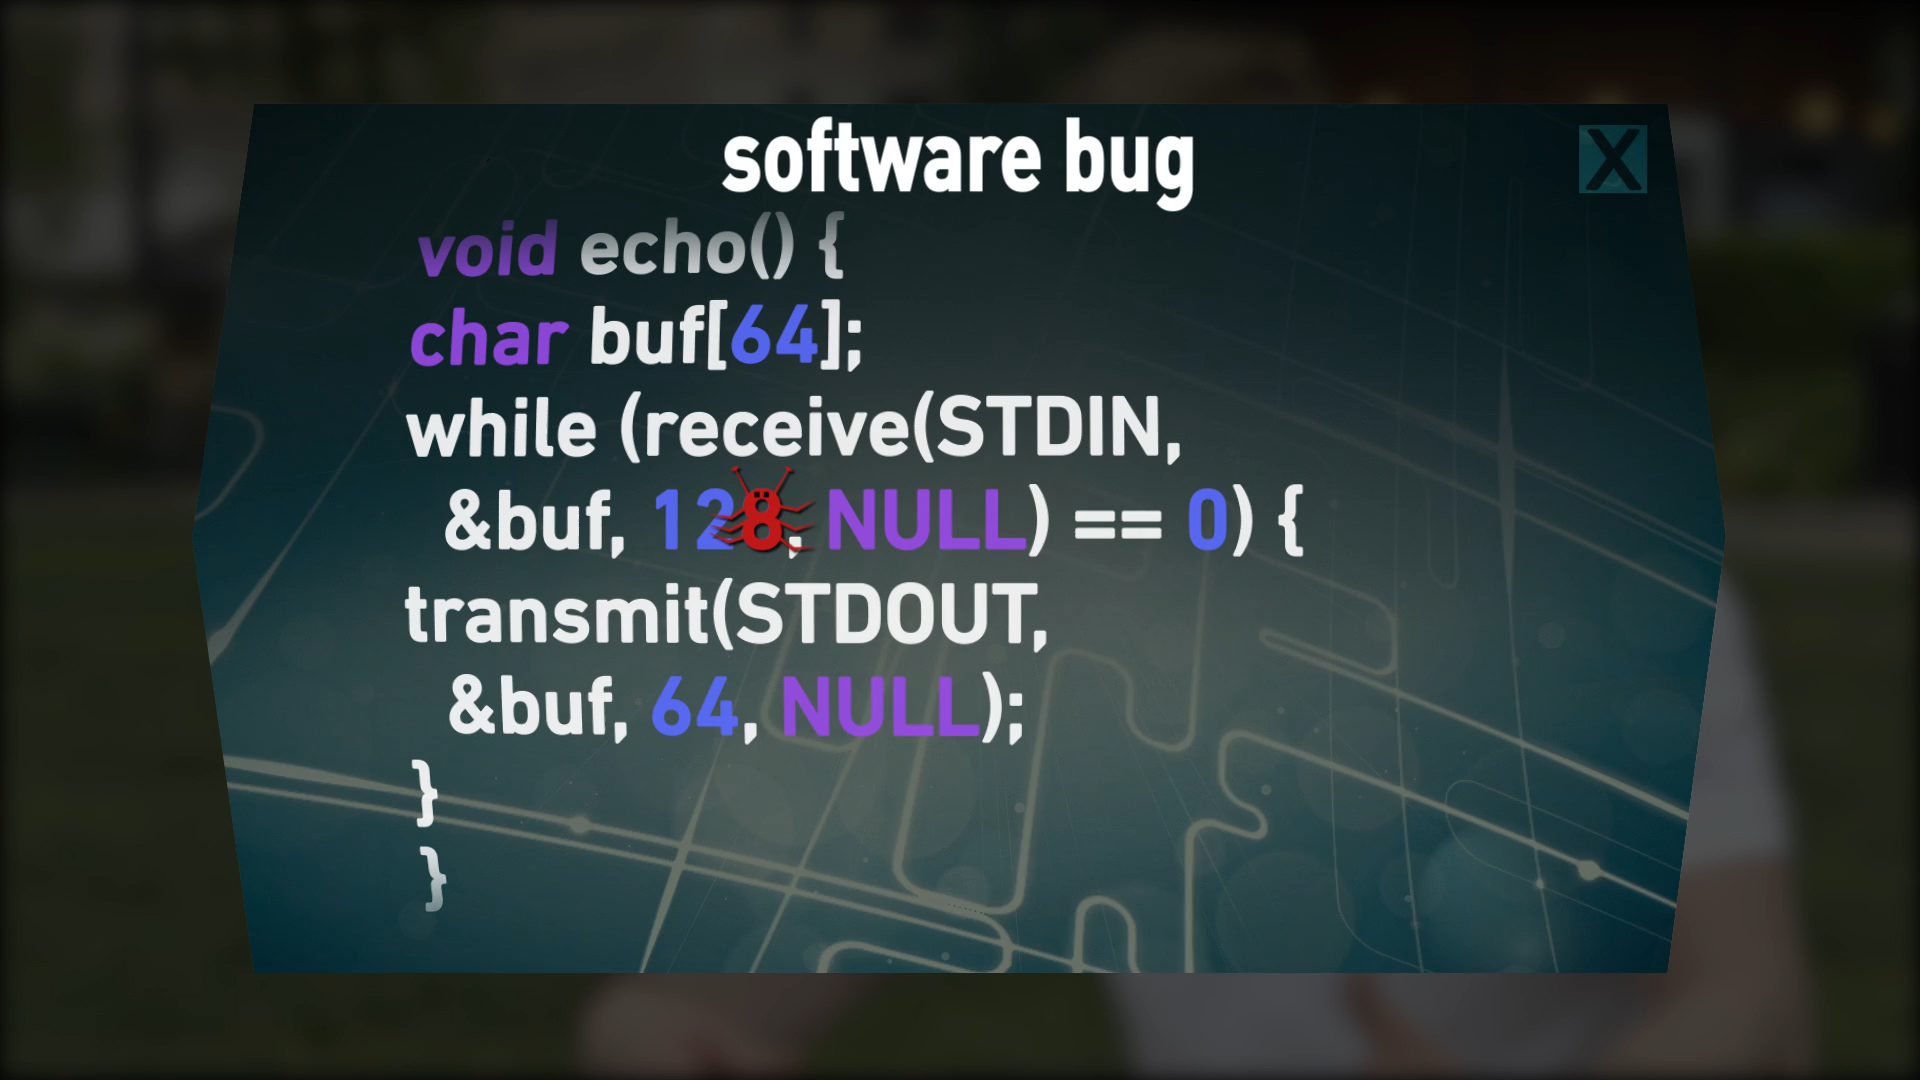 software bug
X
void echo() {
char buf[64];
while (receive(STDIN,
&buf, 128, NULL) == 0) {
transmit(STDOUT,
&buf, 64, NULL);
}
}